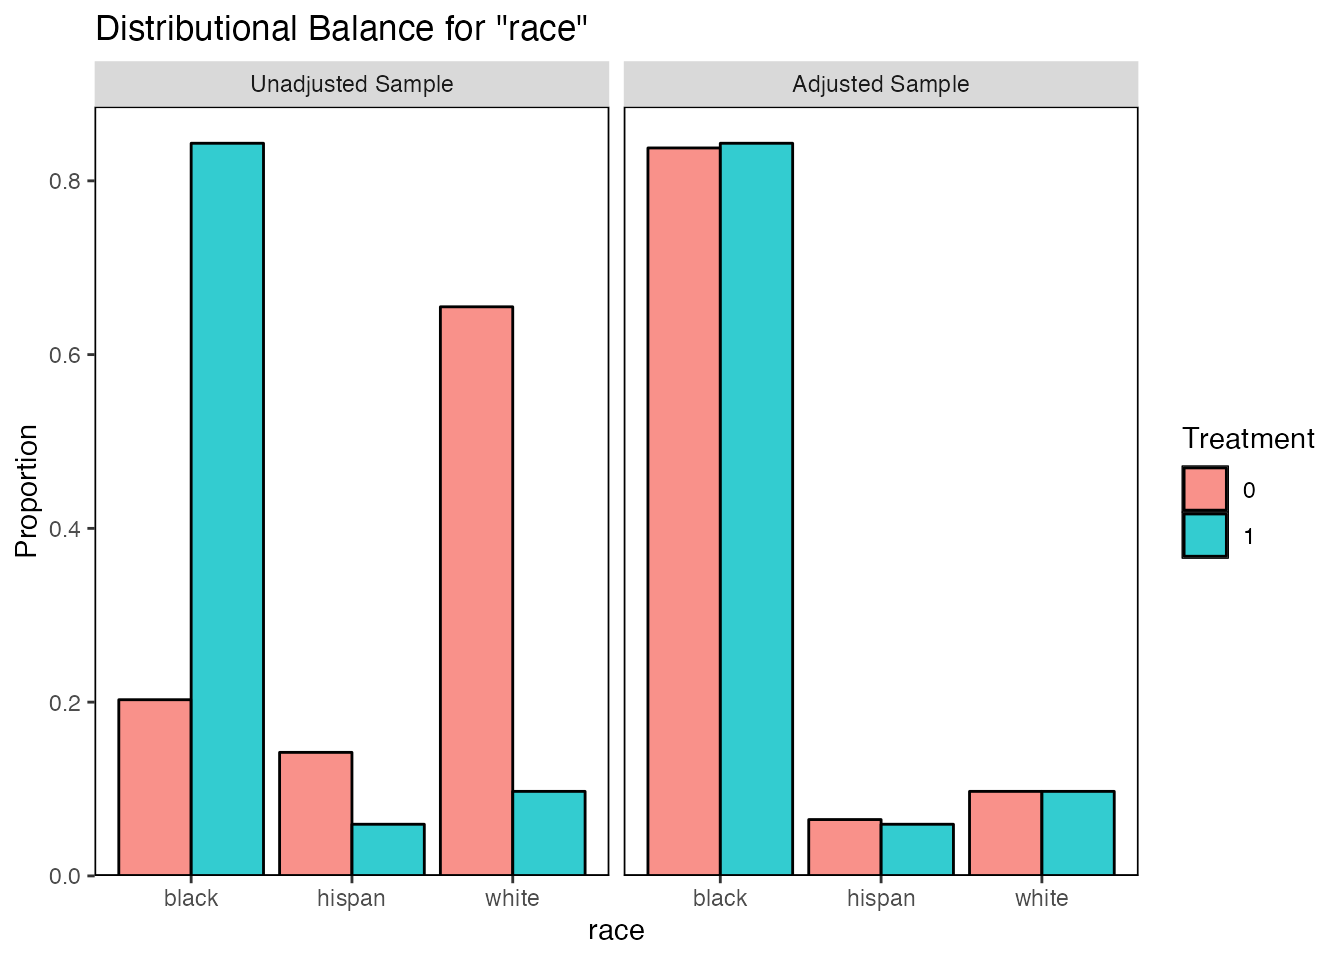 Distributional Balance for "race"
Unadjusted Sample
Adjusted Sample
0.8
0.6
0.4
0.2
0.0
Proportion
black
hispan
white
black
hispan
white
race
Treatment
0
1